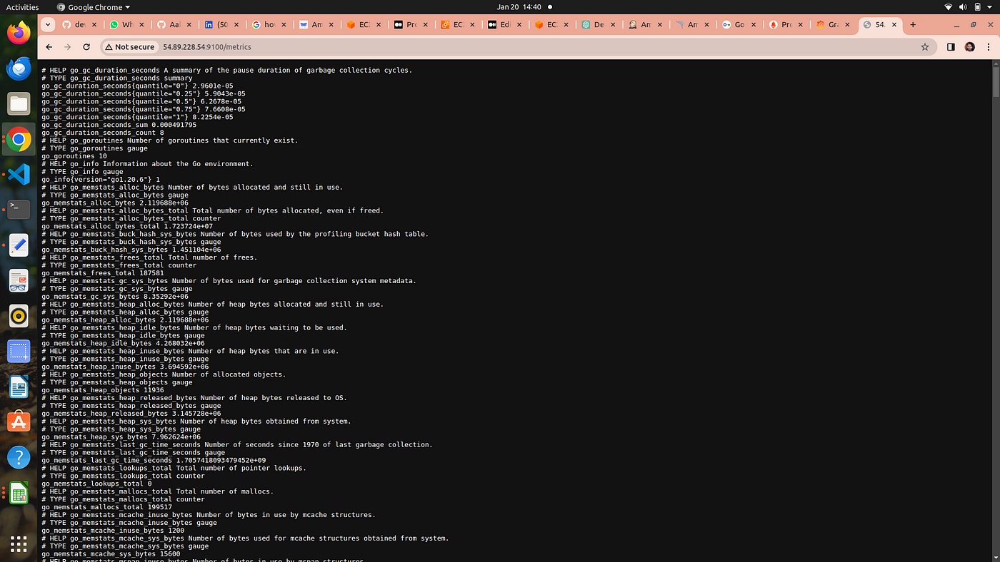 Activities
Google Chrome
Jan 20 14:40
dev
Wh
Aal
(50
hov
Am
EC
Pro
EC
Edi
EC
De
Am
Am
Go
Pro
Gra
54.
Not secure
54.89.228.54:9100/metrics
# HELP go_gc_duration_seconds A summary of the pause duration of garbage collection cycles.
# TYPE go_gc_duration_seconds summary
go_gc_duration_seconds{quantile="0"} 2.9601e-05
go_gc_duration_seconds{quantile="0.25"} 5.9043e-05
go_gc_duration_seconds{quantile="0.5"} 6.2678e-05
go_gc_duration_seconds{quantile="0.75"} 7.6608e-05
go_gc_duration_seconds{quantile="1"} 8.2254e-05
go_gc_duration_seconds_sum 0.000491795
go_gc_duration_seconds_count 8
# HELP go_goroutines Number of goroutines that currently exist.
# TYPE go_goroutines gauge
go_goroutines 10
# HELP go_info Information about the Go environment.
# TYPE go_info gauge
go_info{version="go1.20.6"} 1
# HELP go_memstats_alloc_bytes Number of bytes allocated and still in use.
# TYPE go_memstats_alloc_bytes gauge
go_memstats_alloc_bytes 2.119688e+06
# HELP go_memstats_alloc_bytes_total Total number of bytes allocated, even if freed.
# TYPE go_memstats_alloc_bytes_total counter
go_memstats_alloc_bytes_total 1.723724e+07
# HELP go_memstats_buck_hash_sys_bytes Number of bytes used by the profiling bucket hash table.
# TYPE go_memstats_buck_hash_sys_bytes gauge
go_memstats_buck_hash_sys_bytes 1.451104e+06
# HELP go_memstats_frees_total Total number of frees.
# TYPE go_memstats_frees_total counter
go_memstats_frees_total 187581
# HELP go_memstats_gc_sys_bytes Number of bytes used for garbage collection system metadata.
# TYPE go_memstats_gc_sys_bytes gauge
go_memstats_gc_sys_bytes 8.35292e+06
# HELP go_memstats_heap_alloc_bytes Number of heap bytes allocated and still in use.
# TYPE go_memstats_heap_alloc_bytes gauge
go_memstats_heap_alloc_bytes 2.119688e+06
# HELP go_memstats_heap_idle_bytes Number of heap bytes waiting to be used.
# TYPE go_memstats_heap_idle_bytes gauge
go_memstats_heap_idle_bytes 4.268032e+06
# HELP go_memstats_heap_inuse_bytes Number of heap bytes that are in use.
# TYPE go_memstats_heap_inuse_bytes gauge
go_memstats_heap_inuse_bytes 3.694592e+06
# HELP go_memstats_heap_objects Number of allocated objects.
# TYPE go_memstats_heap_objects gauge
go_memstats_heap_objects 11936
# HELP go_memstats_heap_released_bytes Number of heap bytes released to OS.
# TYPE go_memstats_heap_released_bytes gauge
go_memstats_heap_released_bytes 3.145728e+06
# HELP go_memstats_heap_sys_bytes Number of heap bytes obtained from system.
# TYPE go_memstats_heap_sys_bytes gauge
go_memstats_heap_sys_bytes 7.962624e+06
# HELP go_memstats_last_gc_time_seconds Number of seconds since 1970 of last garbage collection.
# TYPE go_memstats_last_gc_time_seconds gauge
go_memstats_last_gc_time_seconds 1.7057418093479452e+09
# HELP go_memstats_lookups_total Total number of pointer lookups.
# TYPE go_memstats_lookups_total counter
go_memstats_lookups_total 0
# HELP go_memstats_mallocs_total Total number of mallocs.
# TYPE go_memstats_mallocs_total counter
go_memstats_mallocs_total 199517
# HELP go_memstats_mcache_inuse_bytes Number of bytes in use by mcache structures.
# TYPE go_memstats_mcache_inuse_bytes gauge
go_memstats_mcache_inuse_bytes 1200
# HELP go_memstats_mcache_sys_bytes Number of bytes used for mcache structures obtained from system.
# TYPE go_memstats_mcache_sys_bytes gauge
go_memstats_mcache_sys_bytes 15600
# HELP go_memstats_mspan_inuse_bytes Number of bytes in use by mspan structures.